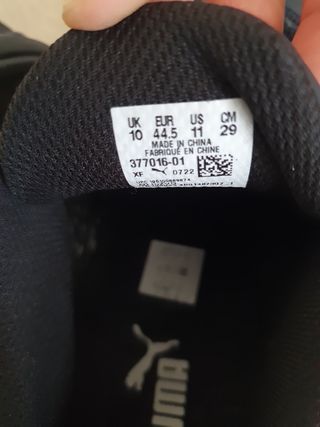 UK EUR US CM
10 44.5 11 29
MADE IN CHINA
FABRIQUÉ EN CHINE
377016-01
XF 0722
PUMA